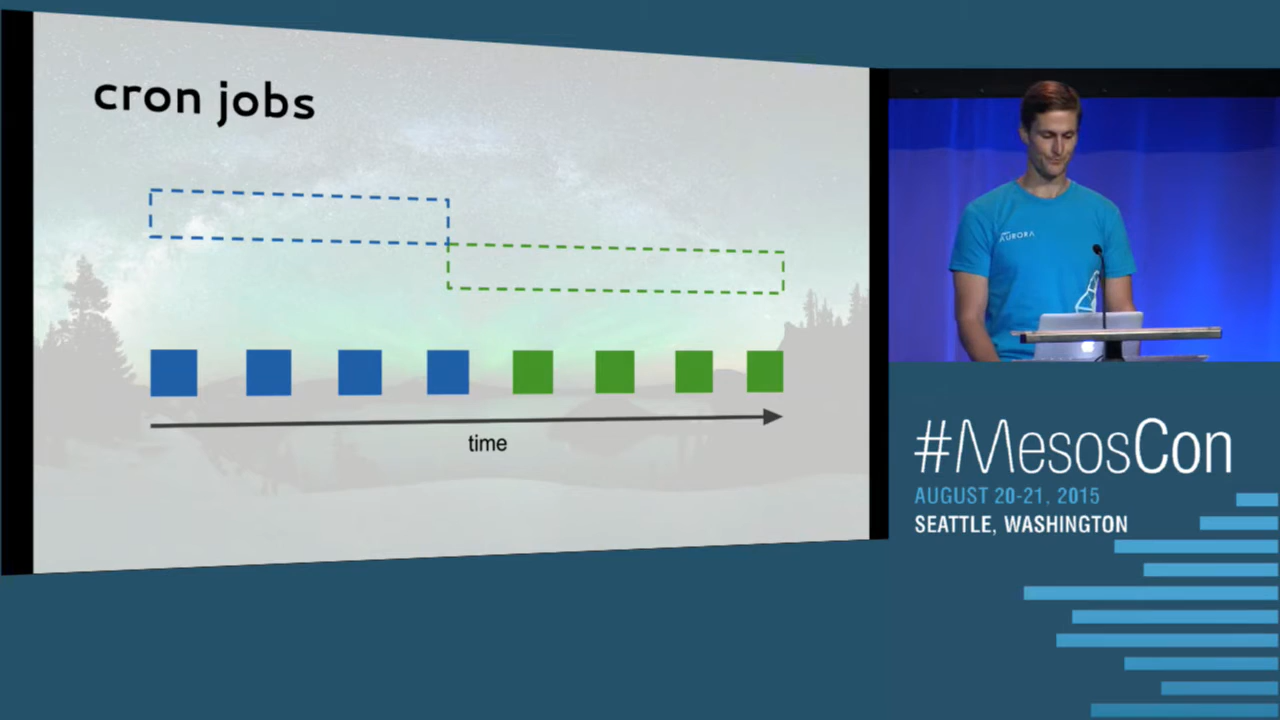 cron jobs
time
AURORA
#MesosCon
AUGUST 20-21, 2015
SEATTLE, WASHINGTON